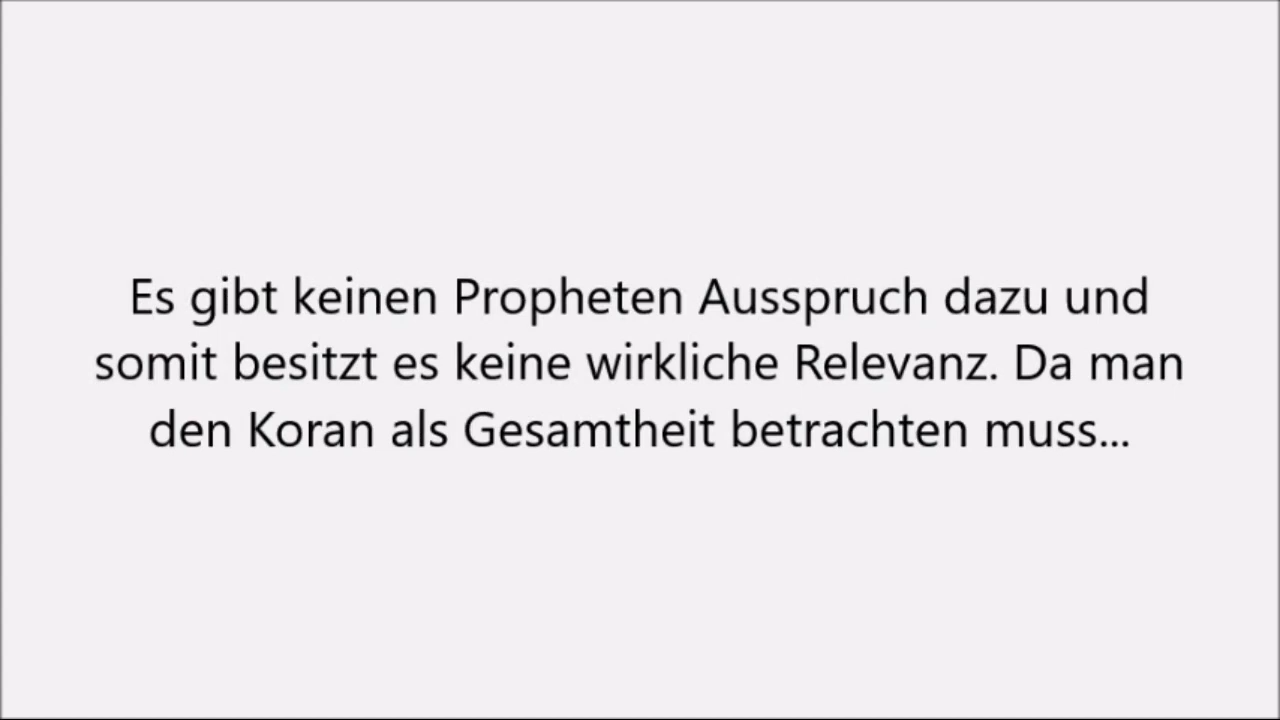 Es gibt keinen Propheten Ausspruch dazu und
somit besitzt es keine wirkliche Relevanz. Da man
den Koran als Gesamtheit betrachten muss...